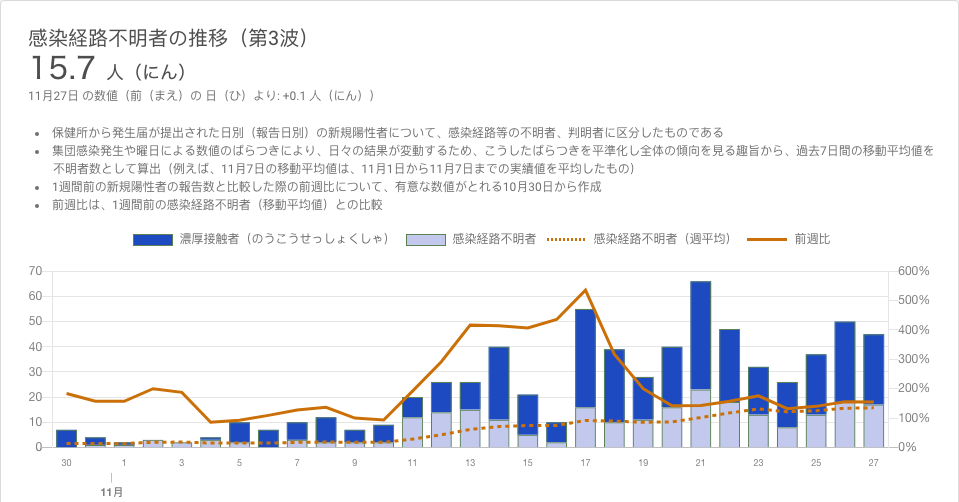 感染経路不明者の推移（第3波）
15.7 人（にん）
11月27日 の数値（前（まえ）の 日（ひ）より: +0.1 人（にん））
• 保健所から発生届が提出された日別（報告日別）の新規陽性者について、感染経路等の不明者、判明者に区分したものである
• 集団感染発生や曜日による数値のばらつきにより、日々の結果が変動するため、こうしたばらつきを平準化し全体の傾向を見る趣旨から、過去7日間の移動平均値を
不明者数として算出（例えば、11月7日の移動平均値は、11月1日から11月7日までの実績値を平均したもの）
• 1週間前の新規陽性者の報告数と比較した際の前週比について、有意な数値がとれる10月30日から作成
• 前週比は、1週間前の感染経路不明者（移動平均値）との比較
濃厚接触者（のうこうせっしょくしゃ） 感染経路不明者 感染経路不明者（週平均） 前週比
70 600%
60 500%
50 400%
40 300%
30 200%
20 100%
10 0%
0
30 1 3 5 7 9 11 13 15 17 19 21 23 25 27
11月